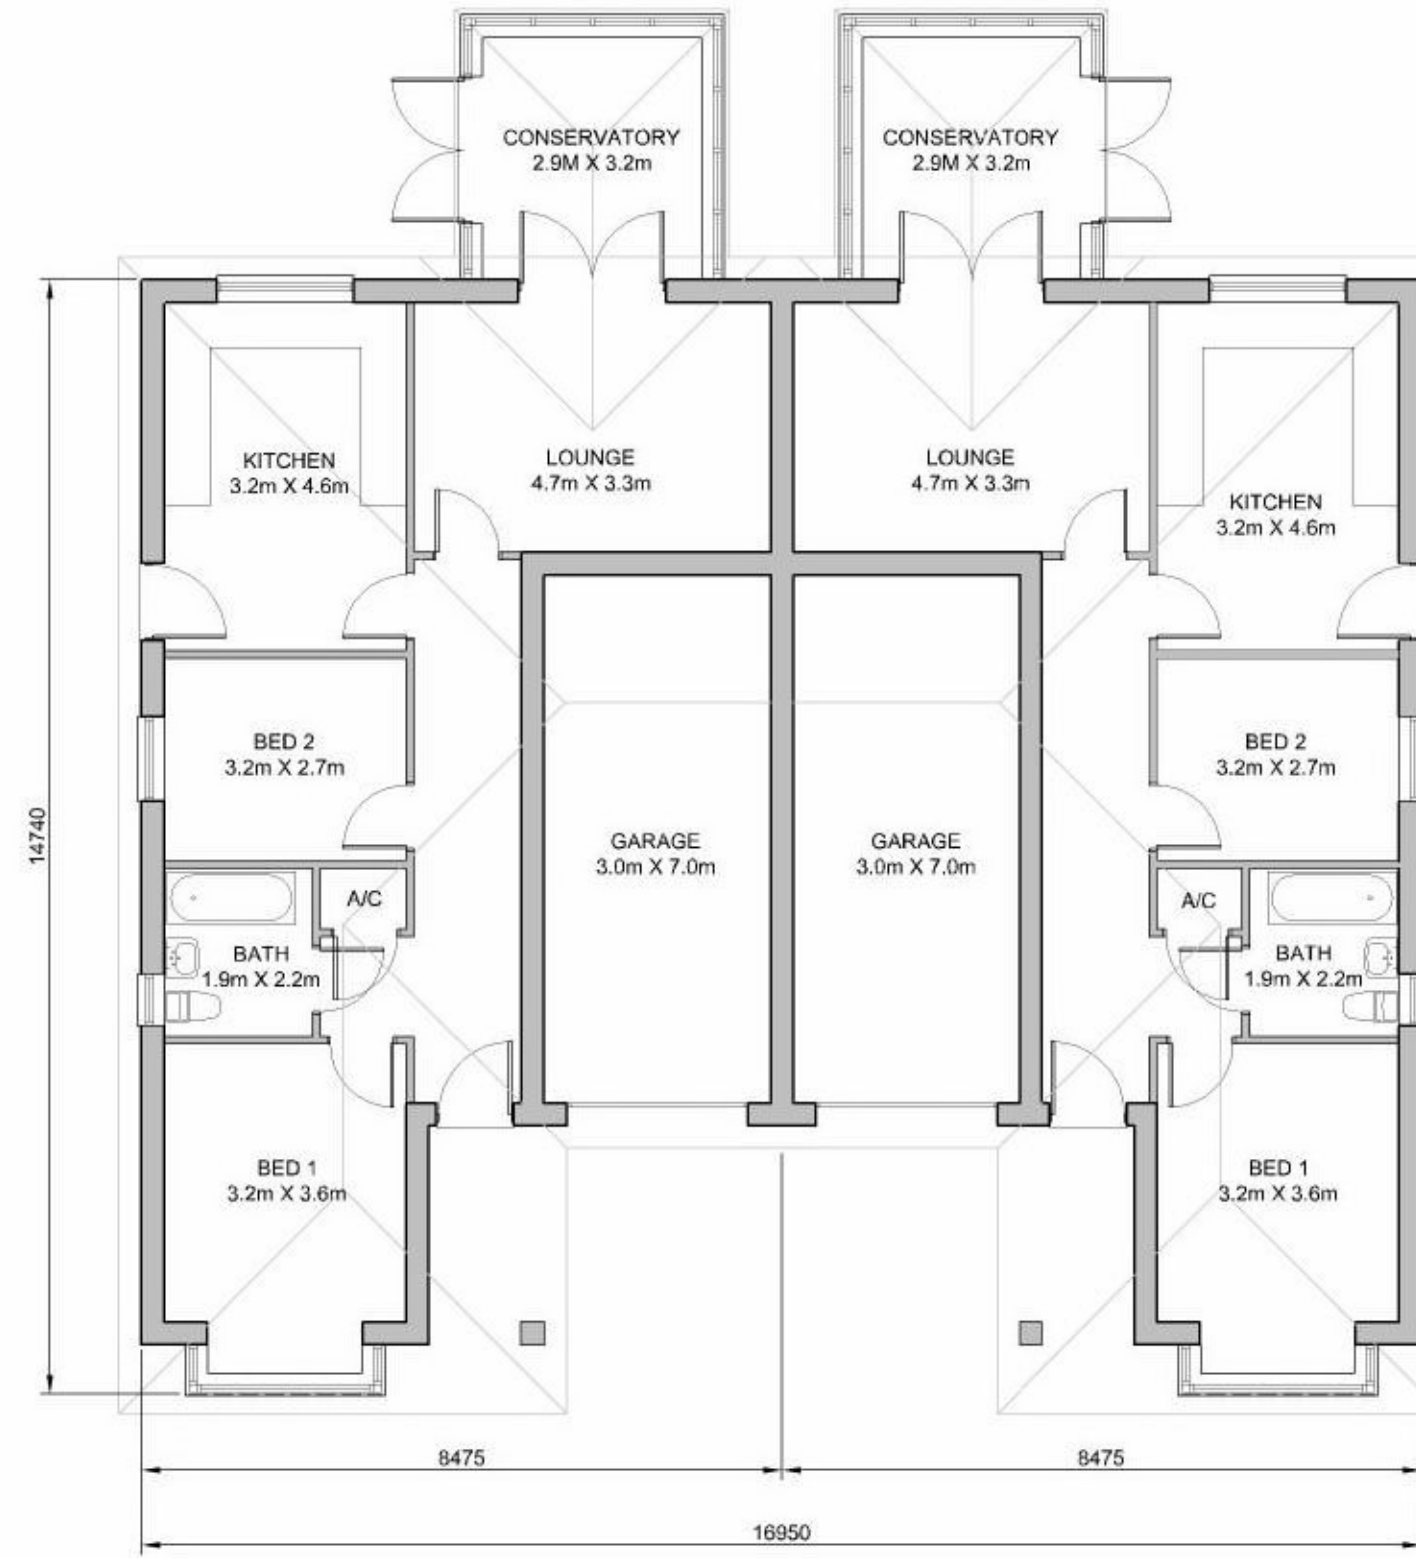 CONSERVATORY
2.9M X 3.2m
CONSERVATORY
2.9M X 3.2m
KITCHEN
3.2m X 4.6m
LOUNGE
4.7m X 3.3m
LOUNGE
4.7m X 3.3m
KITCHEN
3.2m X 4.6m
BED 2
3.2m X 2.7m
BED 2
3.2m X 2.7m
14740
GARAGE
3.0m X 7.0m
GARAGE
3.0m X 7.0m
A/C
A/C
BATH
1.9m X 2.2m
BATH
1.9m X 2.2m
BED 1
3.2m X 3.6m
BED 1
3.2m X 3.6m
8475
8475
16950